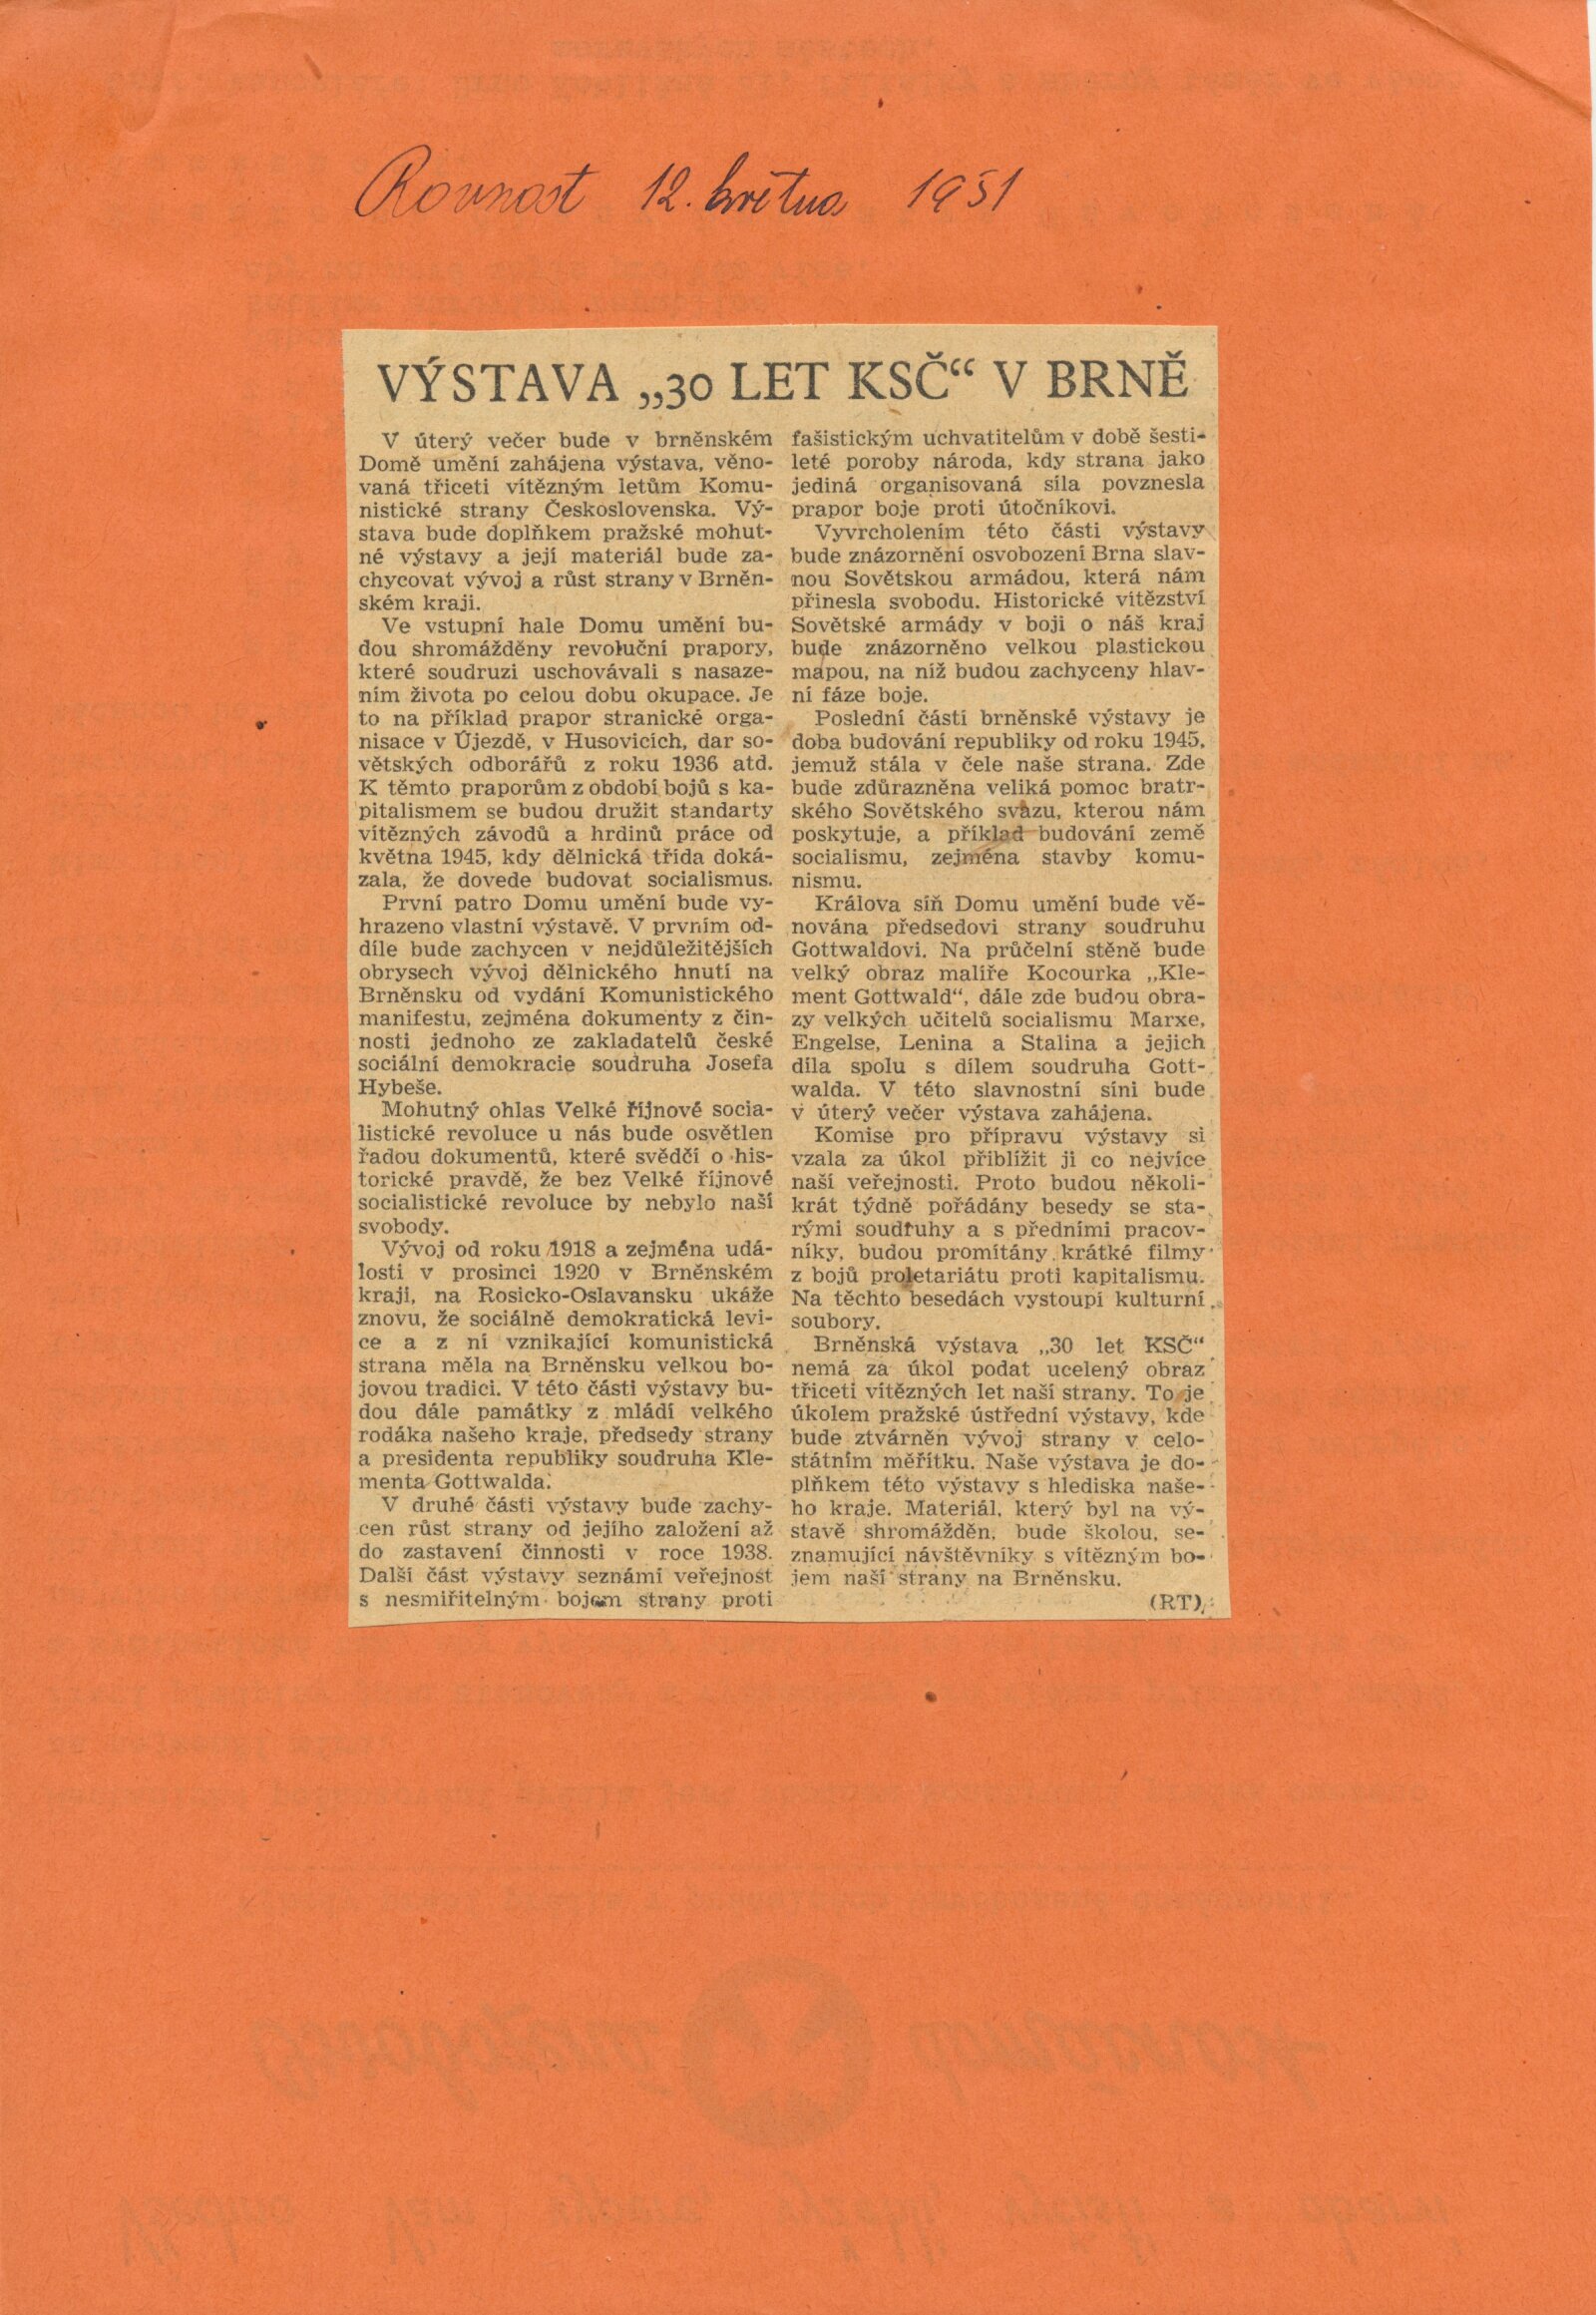 Rovnost 12. května 1951
VÝSTAVA „30 LET KSČ“ V BRNĚ
V úterý večer bude v brněnském
Domě umění zahájena výstava, věno-
vaná třiceti vítězným letům Komu-
nistické strany Československa. Vý-
stava bude doplňkem pražské mohut-
né výstavy a její materiál bude za-
chycovat vývoj a růst strany v Brněn-
ském kraji.
Ve vstupní hale Domu umění bu-
dou shromážděny revoluční prapory,
které soudruzi uschovávali s nasaze-
ním života po celou dobu okupace. Je
to na příklad prapor stranické orga-
nisace v Újezdě, v Husovicích, dar so-
větských odborářů z roku 1936 atd.
K těmto praporům z období bojů s ka-
pitalismem se budou družit standarty
vítězných závodů a hrdinů práce od
května 1945, kdy dělnická třída doká-
zala, že dovede budovat socialismus.
První patro Domu umění bude vy-
hrazeno vlastní výstavě. V prvním od-
díle bude zachycen v nejdůležitějších
obrysech vývoj dělnického hnutí na
Brněnsku od vydání Komunistického
manifestu, zejména dokumenty z čin-
nosti jednoho ze zakladatelů české
sociální demokracie soudruha Josefa
Hybeše.
Mohutný ohlas Velké říjnové socia-
listické revoluce u nás bude osvětlen
řadou dokumentů, které svědčí o his-
torické pravdě, že bez Velké říjnové
socialistické revoluce by nebylo naší
svobody.
Vývoj od roku 1918 a zejména udá-
losti v prosinci 1920 v Brněnském
kraji, na Rosicko-Oslavansku ukáže
znovu, že sociálně demokratická levi-
ce a z ní vznikající komunistická
strana měla na Brněnsku velkou bo-
jovou tradici. V této části výstavy bu-
dou dále památky z mládí velkého
rodáka našeho kraje, předsedy strany
a presidenta republiky soudruha Kle-
menta Gottwalda.
V druhé části výstavy bude zachy-
cen růst strany od jejího založení až
do zastavení činnosti v roce 1938.
Další část výstavy seznámí veřejnost
s nesmiřitelným bojem strany proti
fašistickým uchvatitelům v době šesti-
leté poroby národa, kdy strana jako
jediná organisovaná síla povznesla
prapor boje proti útočníkovi.
Vyvrcholením této části výstavy
bude znázornění osvobození Brna slav-
nou Sovětskou armádou, která nám
přinesla svobodu. Historické vítězství
Sovětské armády v boji o náš kraj
bude znázorněno velkou plastickou
mapou, na níž budou zachyceny hlav-
ní fáze boje.
Poslední částí brněnské výstavy je
doba budování republiky od roku 1945,
jemuž stála v čele naše strana. Zde
bude zdůrazněna veliká pomoc bratr-
ského Sovětského svazu, kterou nám
poskytuje, a příklad budování země
socialismu, zejména stavby komu-
nismu.
Králova síň Domu umění bude vě-
nována předsedovi strany soudruhu
Gottwaldovi. Na průčelní stěně bude
velký obraz malíře Kocourka „Kle-
ment Gottwald“, dále zde budou obra-
zy velkých učitelů socialismu Marxe,
Engelse, Lenina a Stalina a jejich
díla spolu s dílem soudruha Gott-
walda. V této slavnostní síni bude
v úterý večer výstava zahájena.
Komise pro přípravu výstavy si
vzala za úkol přiblížit ji co nejvíce
naší veřejnosti. Proto budou několi-
krát týdně pořádány besedy se sta-
rými soudruhy a s předními pracov-
níky, budou promítány krátké filmy
z bojů proletariátu proti kapitalismu.
Na těchto besedách vystoupí kulturní
soubory.
Brněnská výstava „30 let KSČ“
nemá za úkol podat ucelený obraz
třiceti vítězných let naší strany. To je
úkolem pražské ústřední výstavy, kde
bude ztvárněn vývoj strany v celo-
státním měřítku. Naše výstava je do-
plňkem této výstavy s hlediska naše-
ho kraje. Materiál, který byl na vý-
stavě shromážděn, bude školou, se-
znamující návštěvníky s vítězným bo-
jem naší strany na Brněnsku.
(RT)